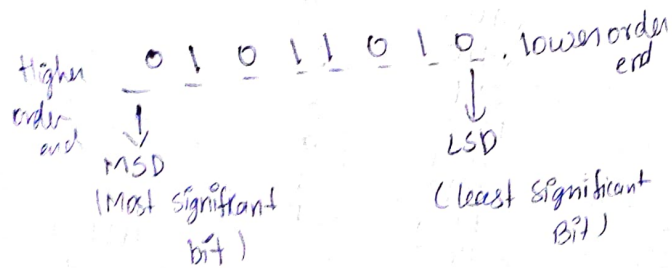 Higher order end
0 1 0 1 1 0 1 0 . lower order end
MSD
(Most signifrant bit)
LSD
(least significant Bit)